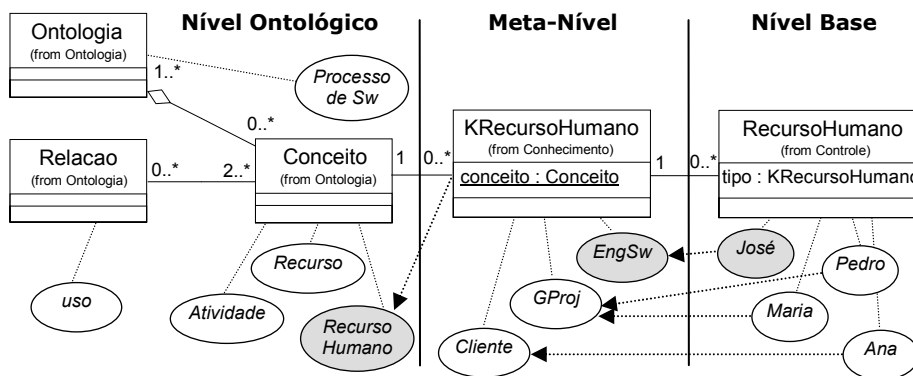 Nível Ontológico
Meta-Nível
Nível Base
Ontologia
(from Ontologia)
1..*
Processo
de Sw
0..*
Relacao
(from Ontologia)
0..*
2..*
Conceito
(from Ontologia)
1
0..*
KRecursoHumano
(from Conhecimento)
conceito : Conceito
1
0..*
RecursoHumano
(from Controle)
tipo : KRecursoHumano
uso
Atividade
Recurso
Recurso
Humano
Cliente
GProj
EngSw
José
Maria
Pedro
Ana